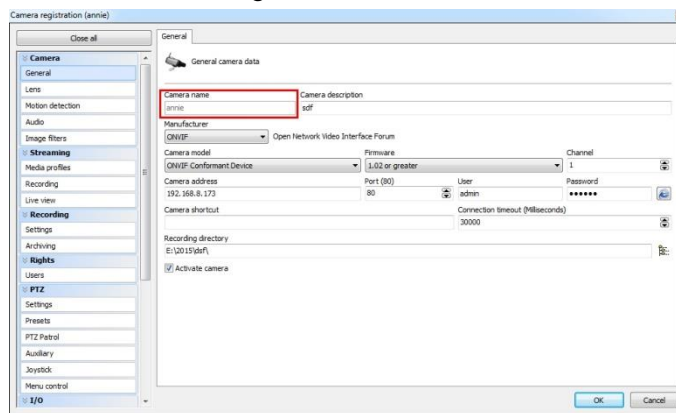 Camera registration (annie)
Close all
Camera
General
Lens
Motion detection
Audio
Image filters
Streaming
Media profiles
Recording
Live view
Recording
Settings
Archiving
Rights
Users
PTZ
Settings
Presets
PTZ Patrol
Auxiliary
Joystick
Menu control
I/O
General
General camera data
Camera name Camera description
annie sdf
Manufacturer
ONVIF Open Network Video Interface Forum
Camera model Firmware Channel
ONVIF Conformant Device 1.02 or greater 1
Camera address Port (80) User Password
192.168.8.173 80 admin ••••••
Camera shortcut Connection timeout (Miliseconds)
30000
Recording directory
E:\2015\dsf\
Activate camera
OK Cancel